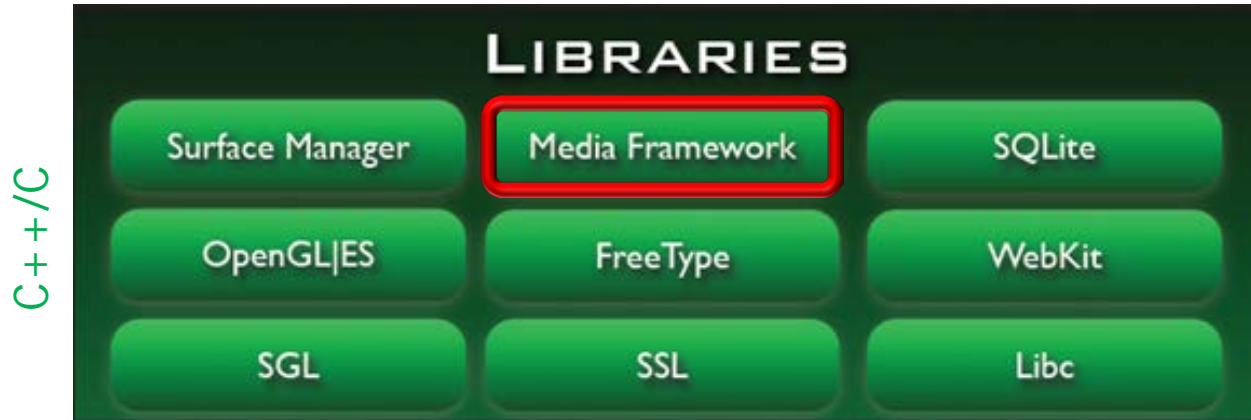 C++/C
LIBRARIES
Surface Manager
Media Framework
SQLite
OpenGL|ES
FreeType
WebKit
SGL
SSL
Libc